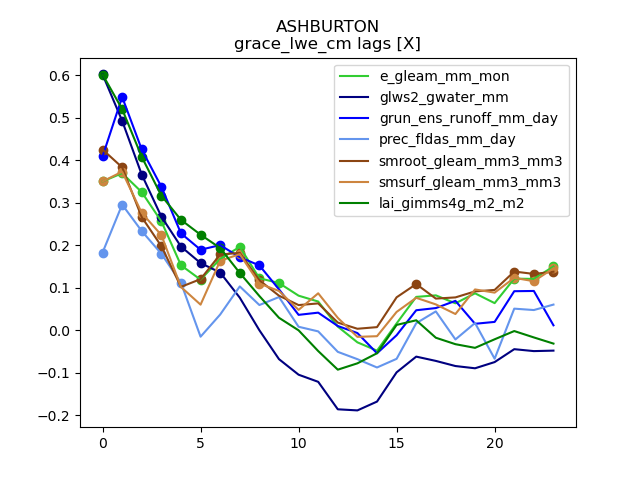 ASHBURTON
grace_lwe_cm lags [X]
e_gleam_mm_mon
glws2_gwater_mm
grun_ens_runoff_mm_day
prec_fldas_mm_day
smroot_gleam_mm3_mm3
smsurf_gleam_mm3_mm3
lai_gimms4g_m2_m2
0.6
0.5
0.4
0.3
0.2
0.1
0.0
−0.1
−0.2
0
5
10
15
20